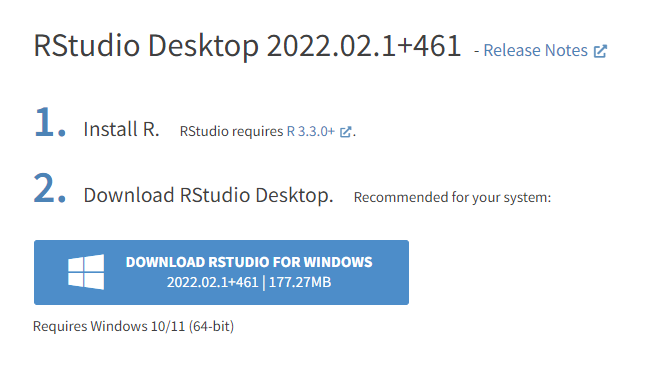 RStudio Desktop 2022.02.1+461 - Release Notes
1. Install R. RStudio requires R 3.3.0+.
2. Download RStudio Desktop. Recommended for your system:
DOWNLOAD RSTUDIO FOR WINDOWS
2022.02.1+461 | 177.27MB
Requires Windows 10/11 (64-bit)